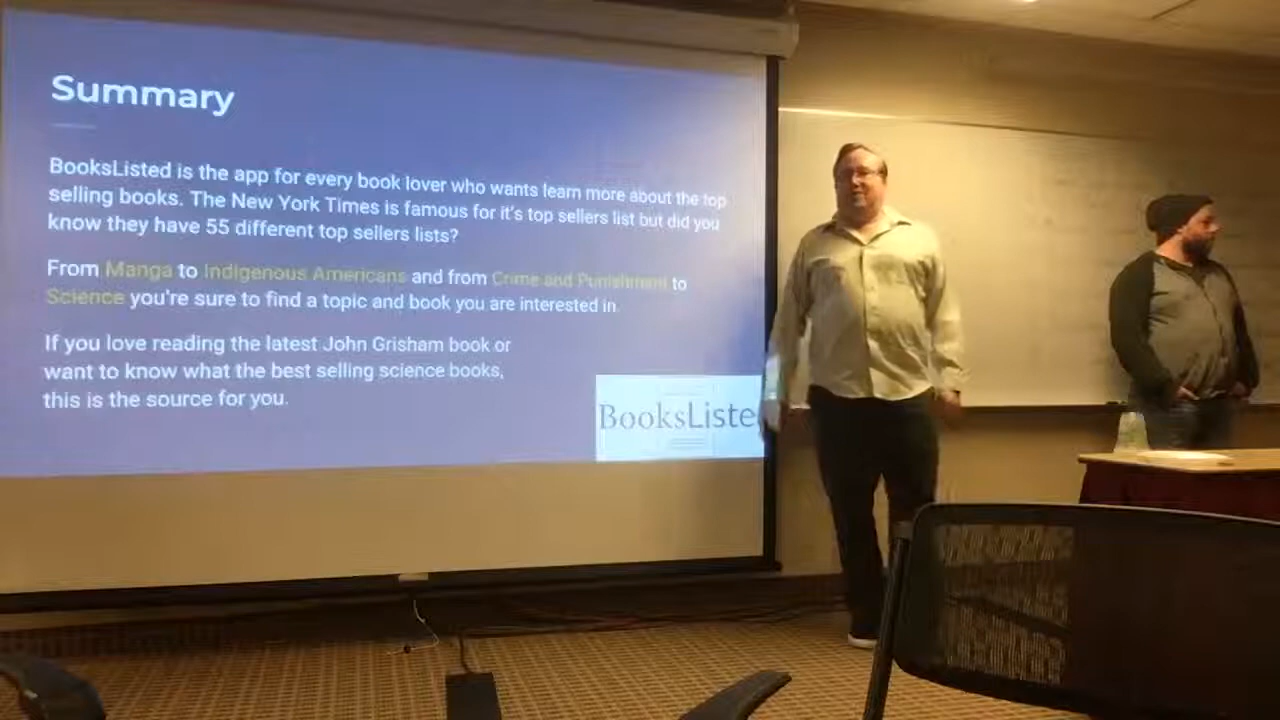 Summary
BooksListed is the app for every book lover who wants learn more about the top
selling books. The New York Times is famous for it's top sellers list but did you
know they have 55 different top sellers lists?
From Manga to Indigenous Americans and from Crime and Punishment to
Science you're sure to find a topic and book you are interested in.
If you love reading the latest John Grisham book or
want to know what the best selling science books,
this is the source for you.
BooksListe